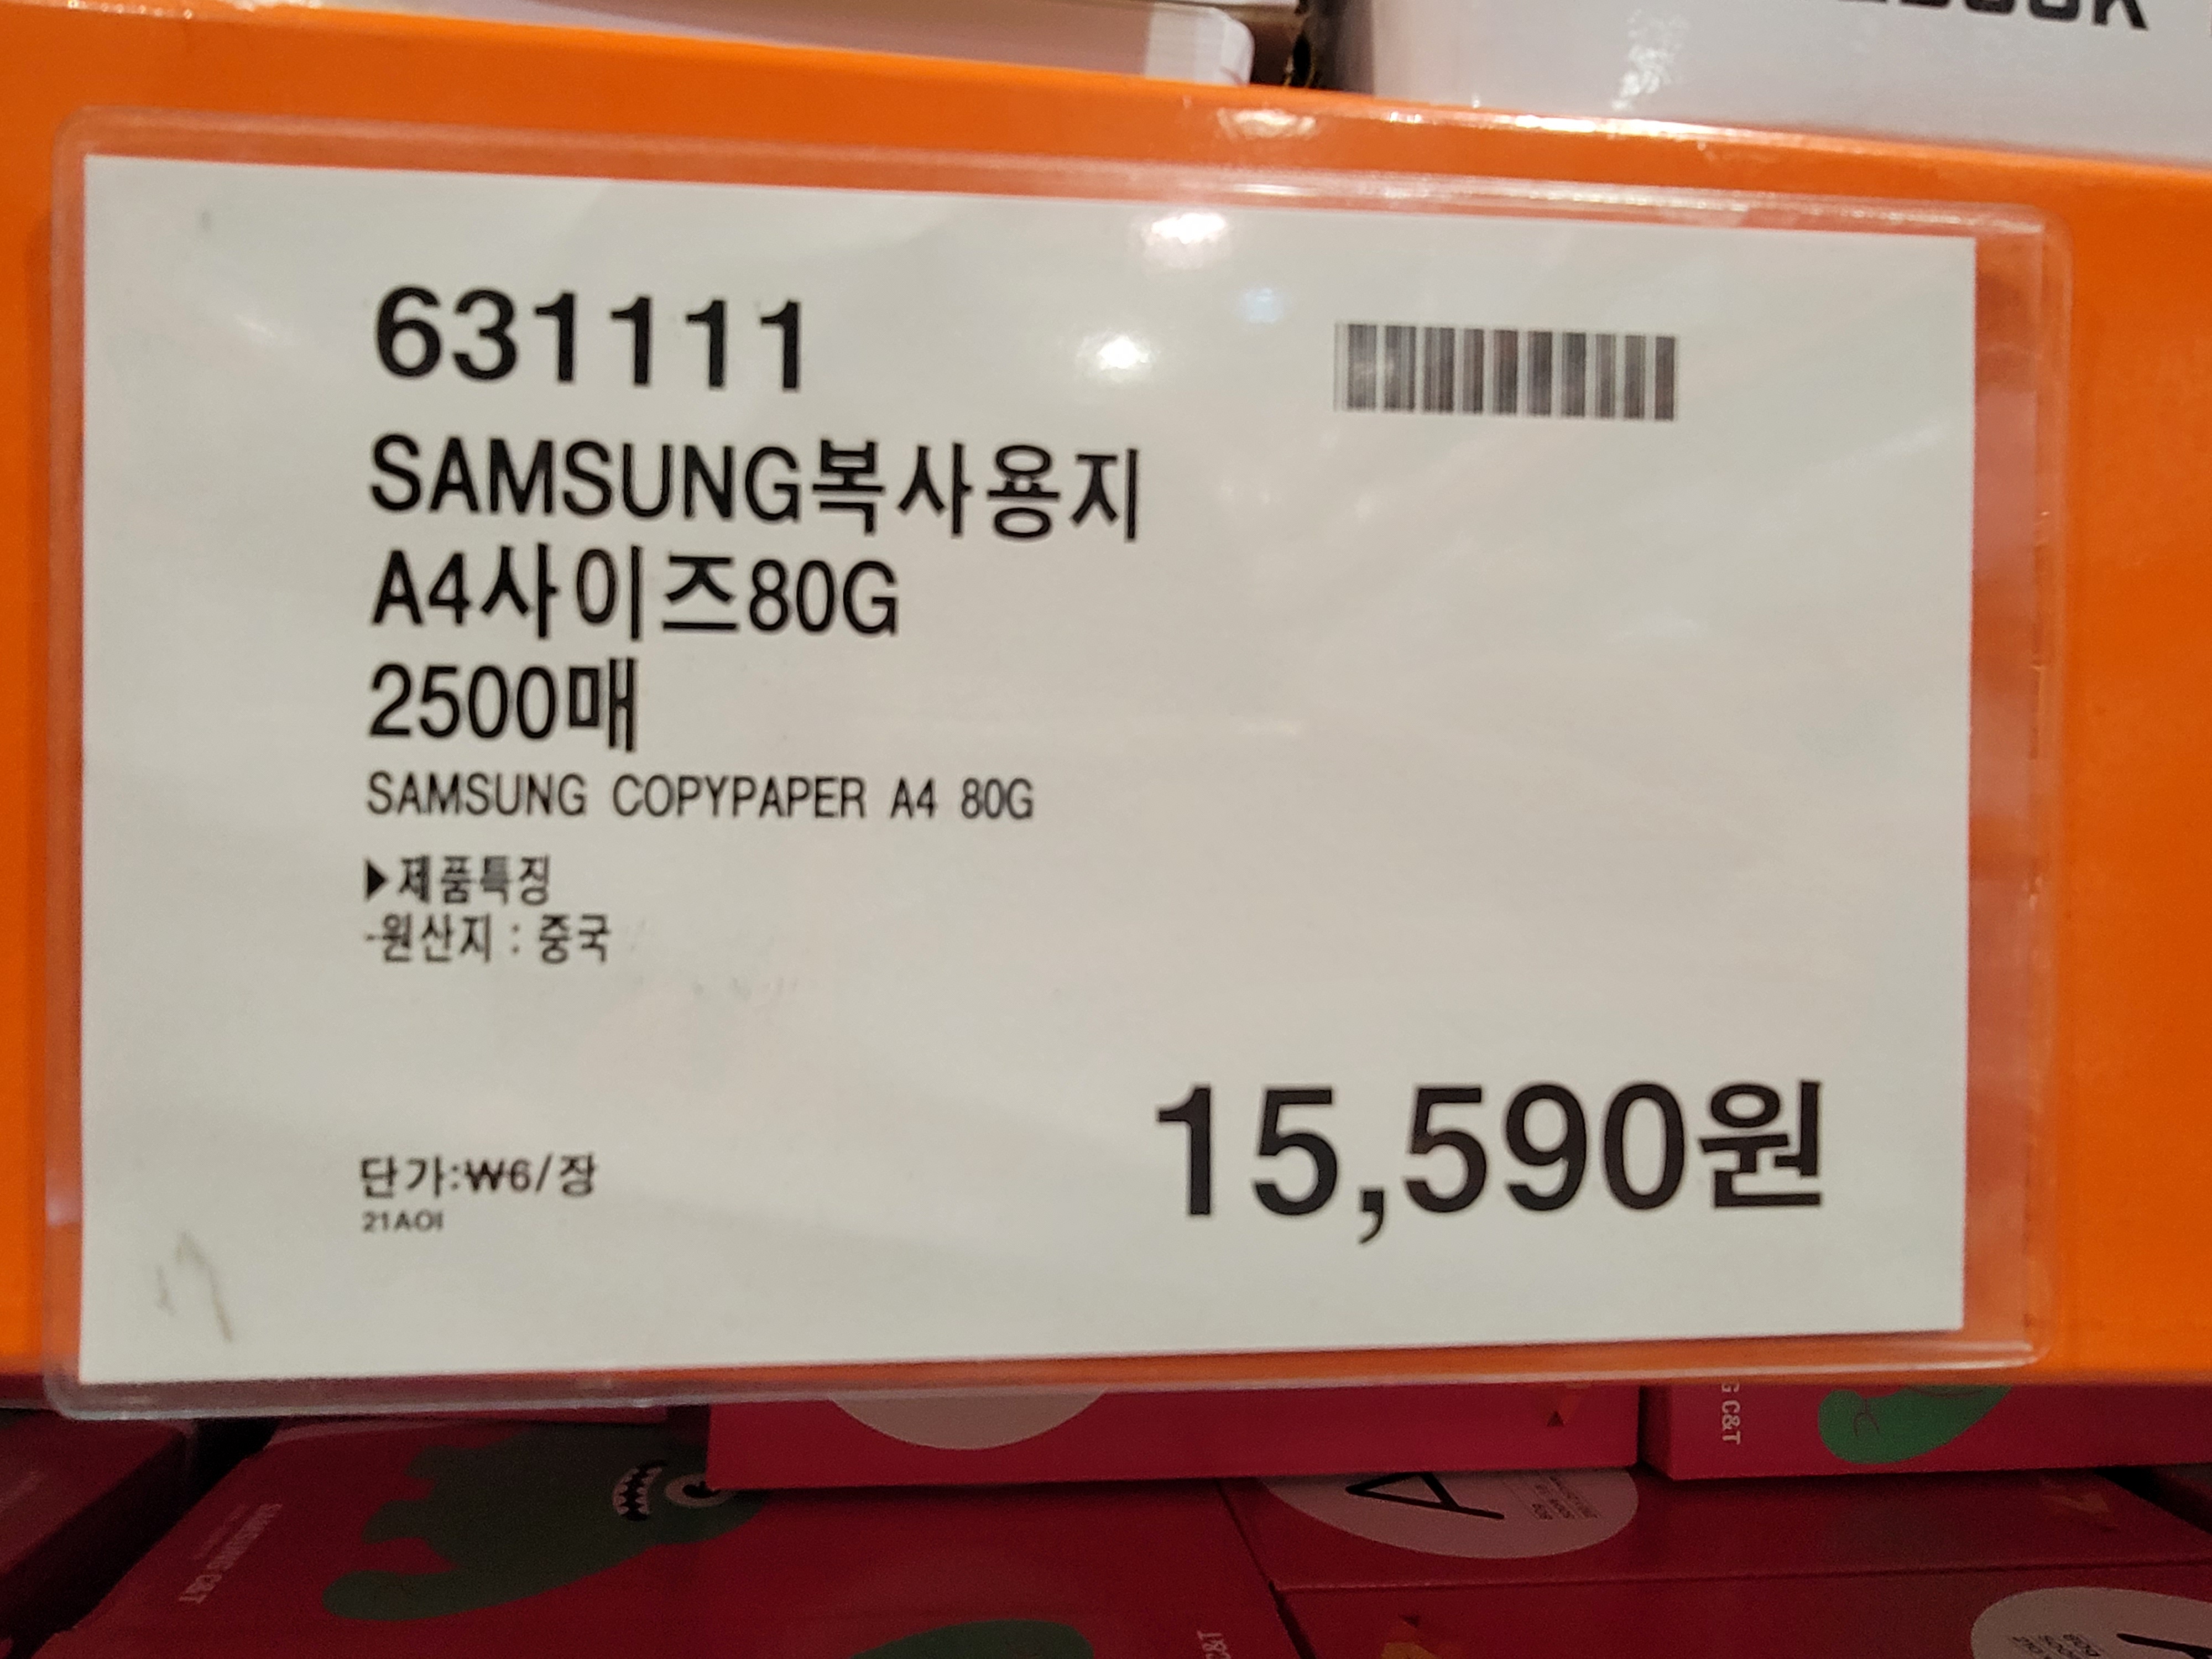 631111
SAMSUNG복사용지
A4사이즈80G
2500매
SAMSUNG COPYPAPER A4 80G
▶제품특징
-원산지 : 중국
15,590원
단가:₩6/장
21AOI
G C&T
SAMSUNG C&T
A
C&T